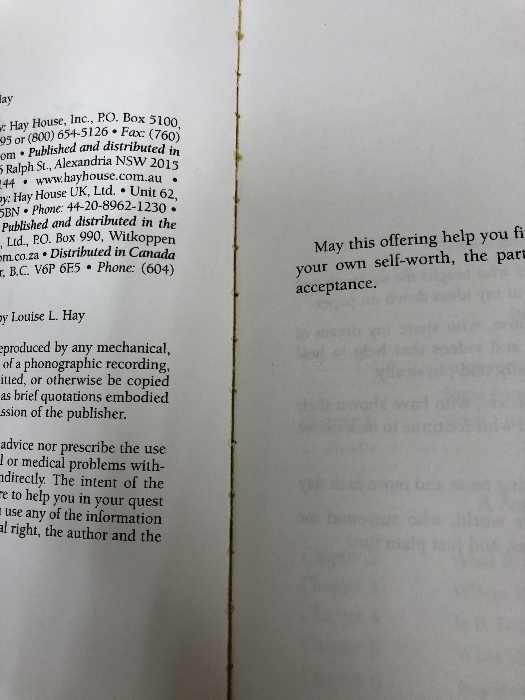 Hay
by: Hay House, Inc., P.O. Box 5100,
95 or (800) 654-5126 • Fax: (760)
om • Published and distributed in
Ralph St., Alexandria NSW 2015
144 • www.hayhouse.com.au •
by: Hay House UK, Ltd. • Unit 62,
5BN • Phone: 44-20-8962-1230 •
Published and distributed in the
, Ltd., P.O. Box 990, Witkoppen
om.co.za • Distributed in Canada
r, B.C. V6P 6E5 • Phone: (604)
by Louise L. Hay
eproduced by any mechanical,
of a phonographic recording,
itted, or otherwise be copied
as brief quotations embodied
ssion of the publisher.
advice nor prescribe the use
l or medical problems with-
ndirectly. The intent of the
re to help you in your quest
use any of the information
al right, the author and the
May this offering help you fi
your own self-worth, the part
acceptance.